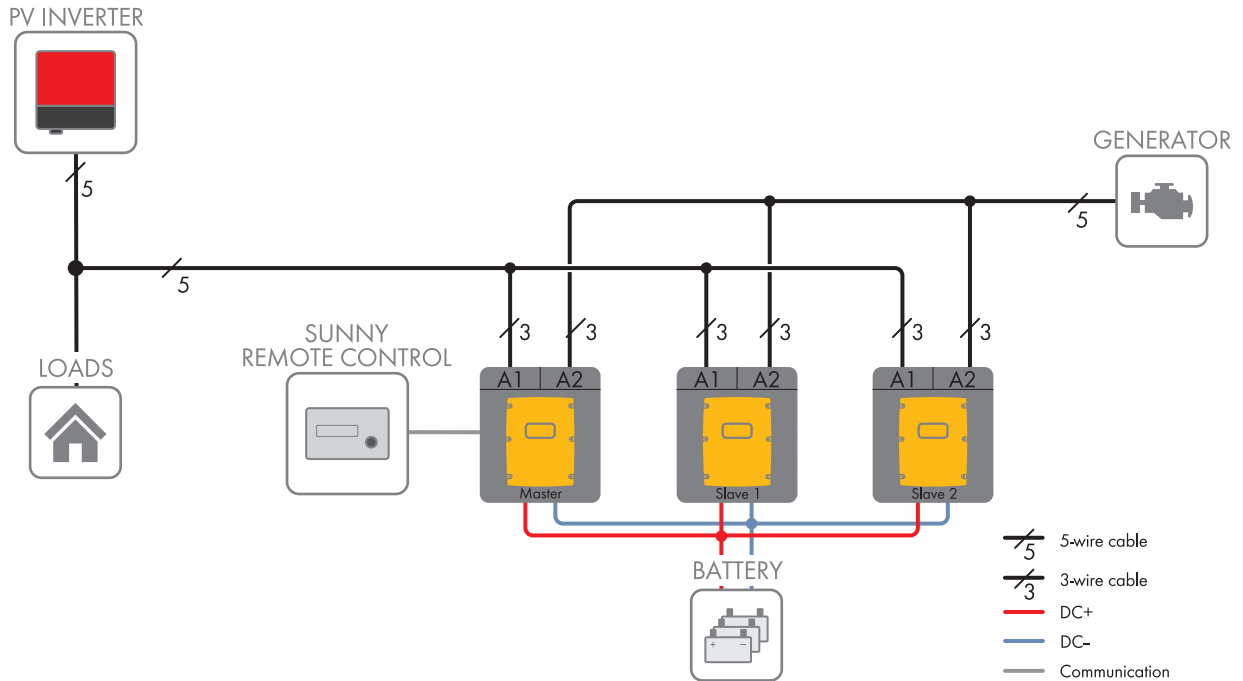 PV INVERTER
5
GENERATOR
5
5
3
3
3
3
3
3
SUNNY
REMOTE CONTROL
LOADS
A1 A2
A1 A2
A1 A2
Master
Slave 1
Slave 2
BATTERY
+ −
5 5-wire cable
3 3-wire cable
DC+
DC−
Communication